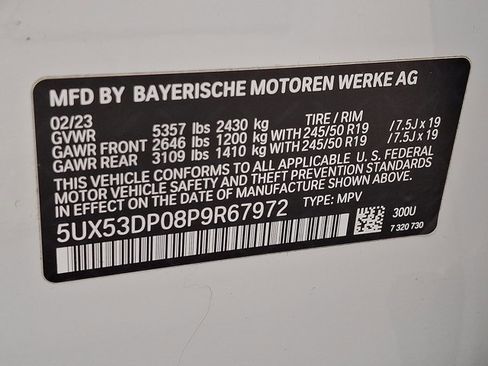 MFD BY BAYERISCHE MOTOREN WERKE AG
02/23 TIRE / RIM
GVWR 5357 lbs 2430 kg
GAWR FRONT 2646 lbs 1200 kg WITH 245/50 R19 /7.5J x 19
GAWR REAR 3109 lbs 1410 kg WITH 245/50 R19 /7.5J x 19
THIS VEHICLE CONFORMS TO ALL APPLICABLE U. S. FEDERAL
MOTOR VEHICLE SAFETY AND THEFT PREVENTION STANDARDS
IN EFFECT ON THE DATE OF MANUFACTURE SHOWN ABOVE.
5UX53DP08P9R67972 TYPE: MPV
300U
7 320 730